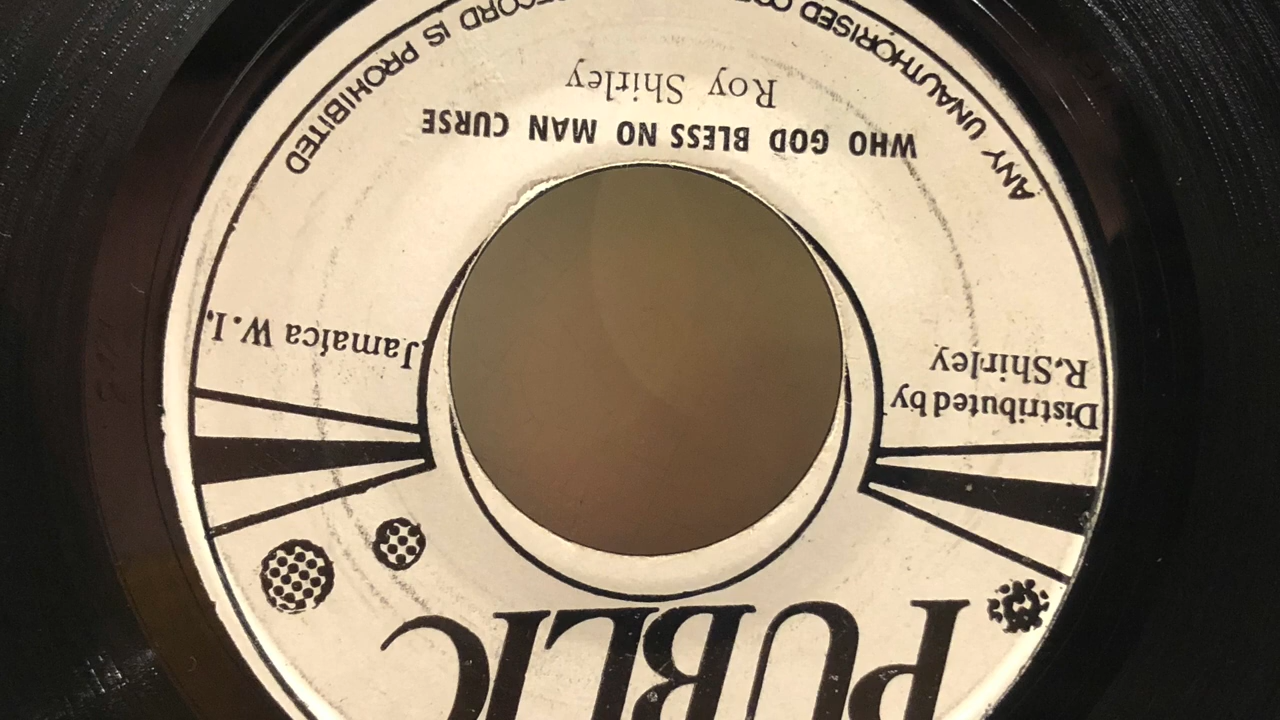 PUBLIC
Distributed by
R.Shirley
Jamaica W.I.
WHO GOD BLESS NO MAN CURSE
Roy Shirley
ANY UNAUTHORISED RECORD IS PROHIBITED